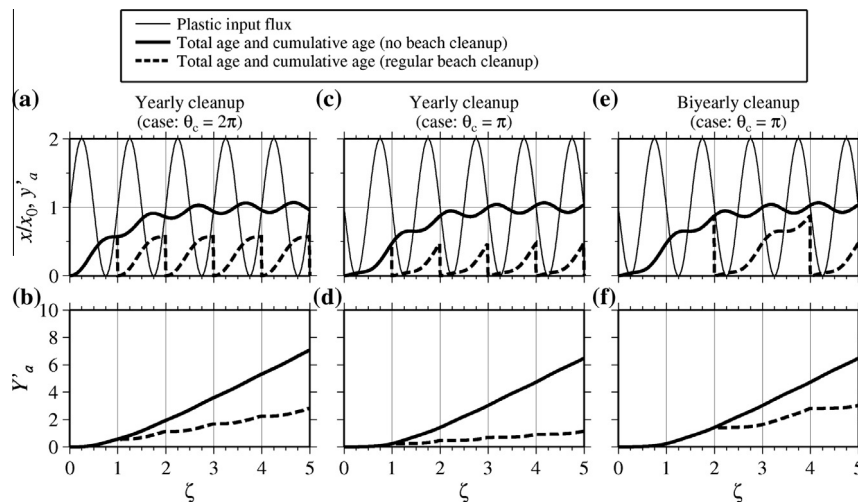 Plastic input flux
Total age and cumulative age (no beach cleanup)
Total age and cumulative age (regular beach cleanup)
(a) Yearly cleanup
(case: θc = 2π)
(c) Yearly cleanup
(case: θc = π)
(e) Biyearly cleanup
(case: θc = π)
x/x0, y'a
2
1
0
(b)
(d)
(f)
Y'a
10
8
6
4
2
0
0 1 2 3 4 5
0 1 2 3 4 5
0 1 2 3 4 5
ζ
ζ
ζ